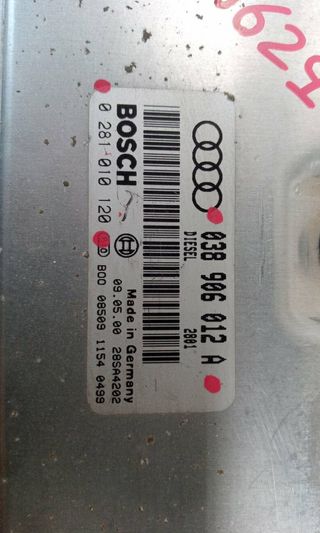 038 906 012 A
DIESEL 2801
BOSCH
0 281 010 120
Made in Germany
09.05.00 28SA4202
BOO 08509 1154 0499